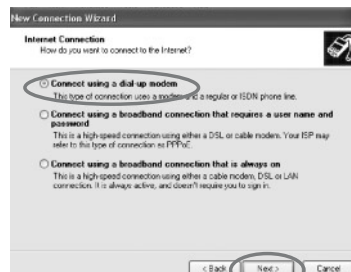 New Connection Wizard
Internet Connection
How do you want to connect to the Internet?
Connect using a dial-up modem
This type of connection uses a modem and a regular or ISDN phone line.
Connect using a broadband connection that requires a user name and
password
This is a high-speed connection using either a DSL or cable modem. Your ISP may
refer to this type of connection as PPPoE.
Connect using a broadband connection that is always on
This is a high-speed connection using either a cable modem, DSL or LAN
connection. It is always active, and doesn't require you to sign in.
< Back
Next >
Cancel